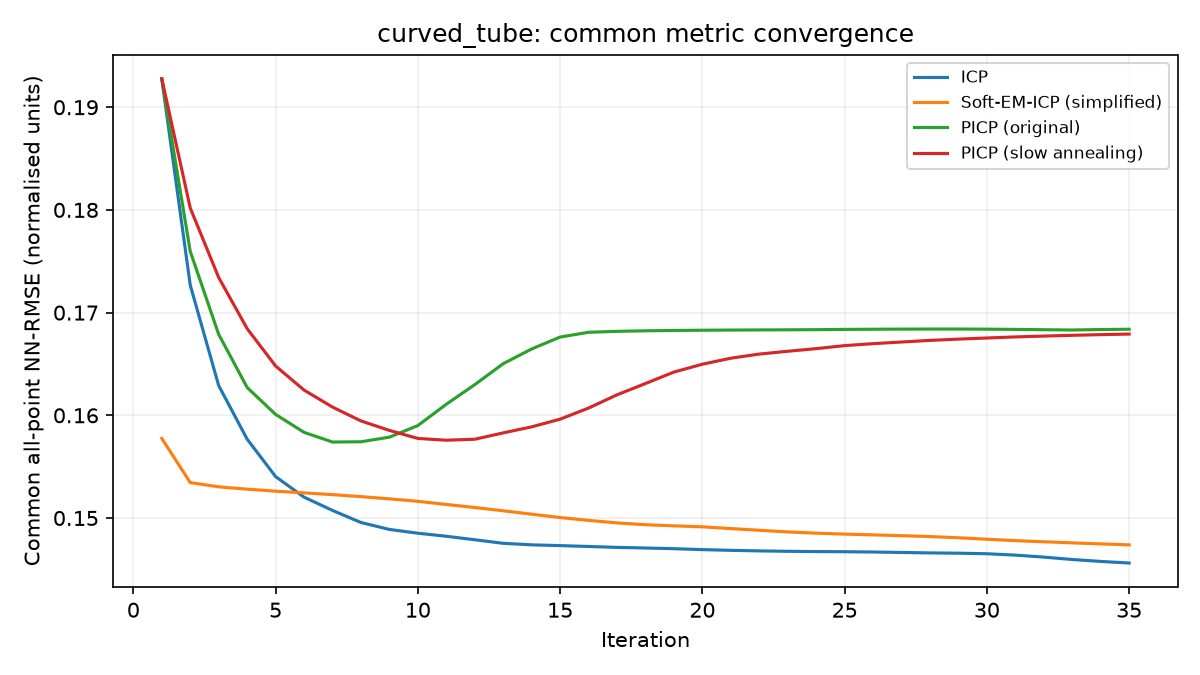 curved_tube: common metric convergence
Common all-point NN-RMSE (normalised units)
0.19
0.18
0.17
0.16
0.15
ICP
Soft-EM-ICP (simplified)
PICP (original)
PICP (slow annealing)
0 5 10 15 20 25 30 35
Iteration